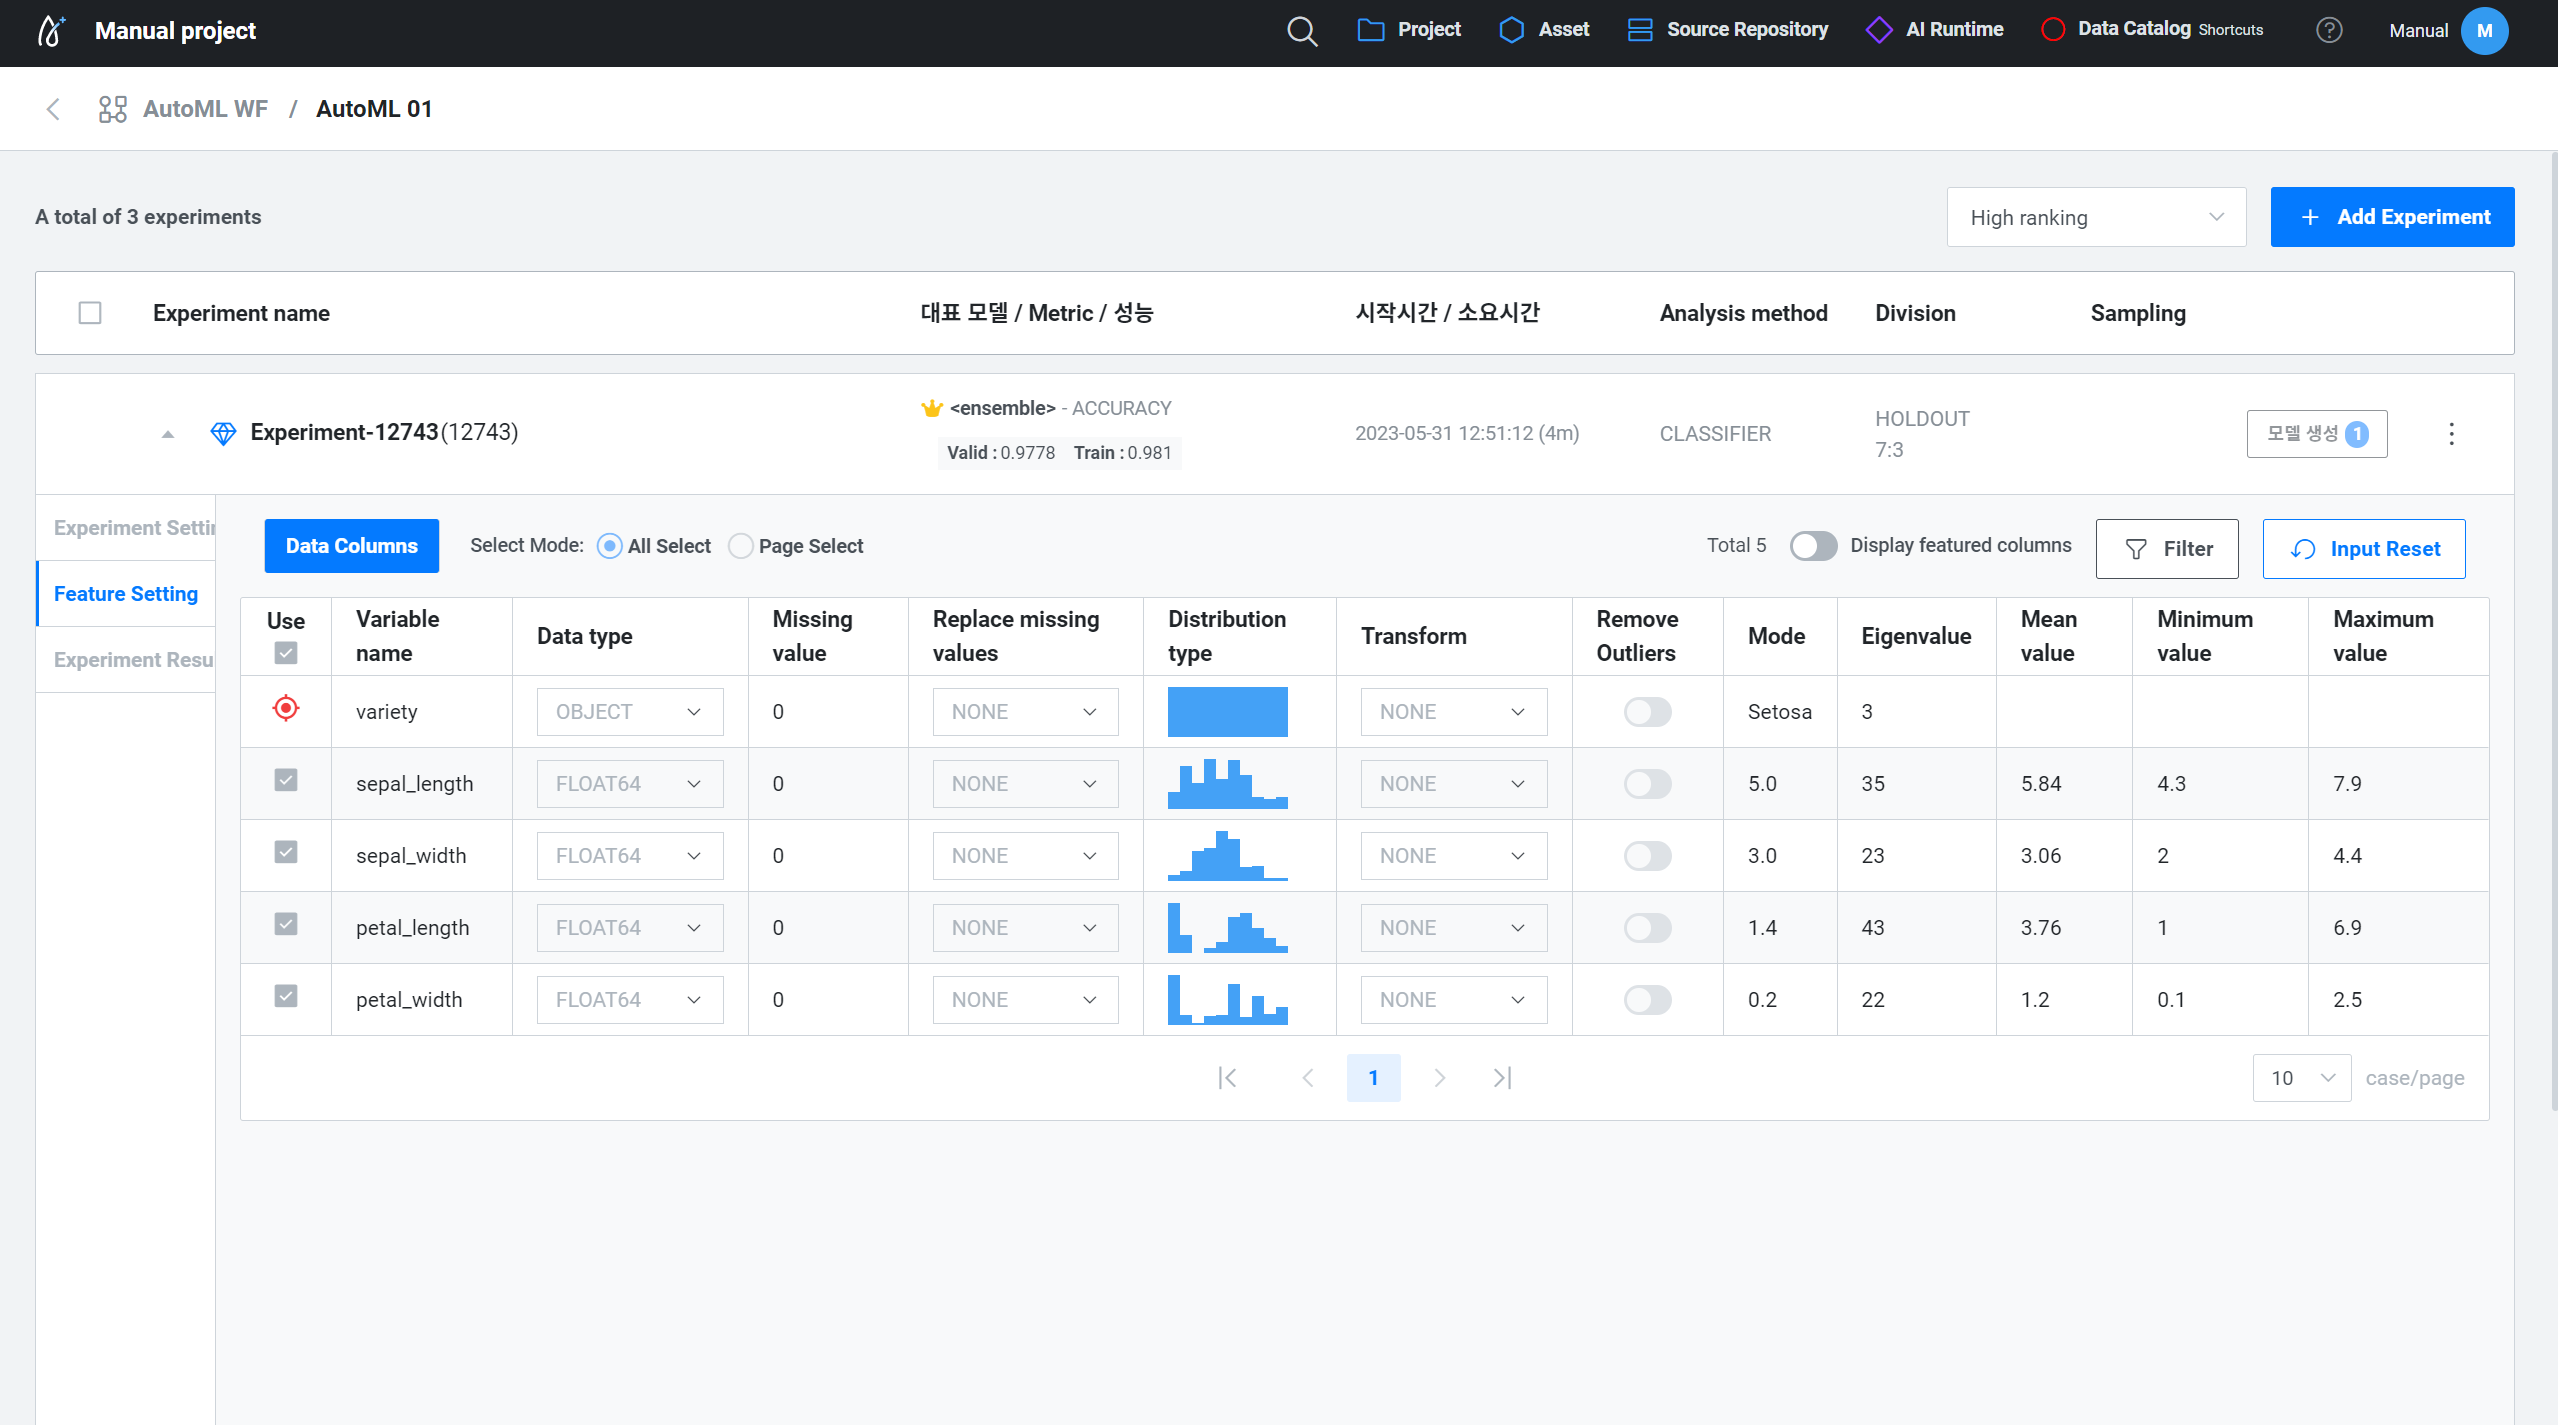 Manual project
Project
Asset
Source Repository
AI Runtime
Data Catalog Shortcuts
?
Manual
M
AutoML WF / AutoML 01
A total of 3 experiments
High ranking
+ Add Experiment
Experiment name
대표 모델 / Metric / 성능
시작시간 / 소요시간
Analysis method
Division
Sampling
Experiment-12743(12743)
<ensemble> - ACCURACY
Valid : 0.9778 Train : 0.981
2023-05-31 12:51:12 (4m)
CLASSIFIER
HOLDOUT
7:3
모델 생성 1
Experiment Settin
Feature Setting
Experiment Resu
Data Columns
Select Mode: All Select Page Select
Total 5
Display featured columns
Filter
Input Reset
Use
Variable name
Data type
Missing value
Replace missing values
Distribution type
Transform
Remove Outliers
Mode
Eigenvalue
Mean value
Minimum value
Maximum value
variety OBJECT 0 NONE NONE Setosa 3
sepal_length FLOAT64 0 NONE NONE 5.0 35 5.84 4.3 7.9
sepal_width FLOAT64 0 NONE NONE 3.0 23 3.06 2 4.4
petal_length FLOAT64 0 NONE NONE 1.4 43 3.76 1 6.9
petal_width FLOAT64 0 NONE NONE 0.2 22 1.2 0.1 2.5
1
10 case/page